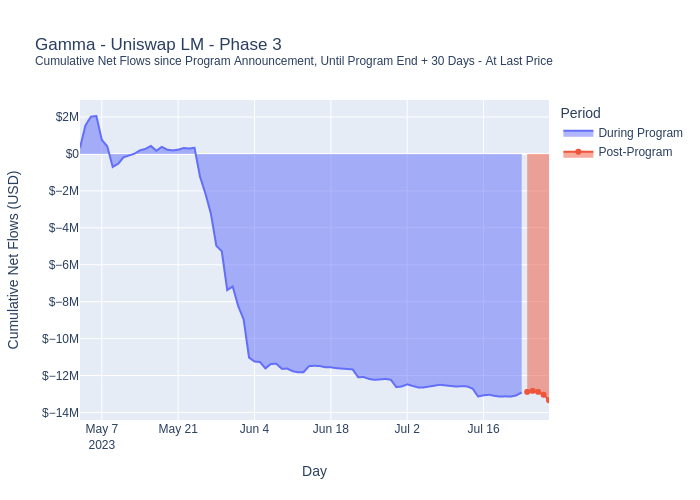 Gamma - Uniswap LM - Phase 3
Cumulative Net Flows since Program Announcement, Until Program End + 30 Days - At Last Price
Period
During Program
Post-Program
Cumulative Net Flows (USD)
$2M
$0
$−2M
$−4M
$−6M
$−8M
$−10M
$−12M
$−14M
May 7
2023
May 21
Jun 4
Jun 18
Jul 2
Jul 16
Day